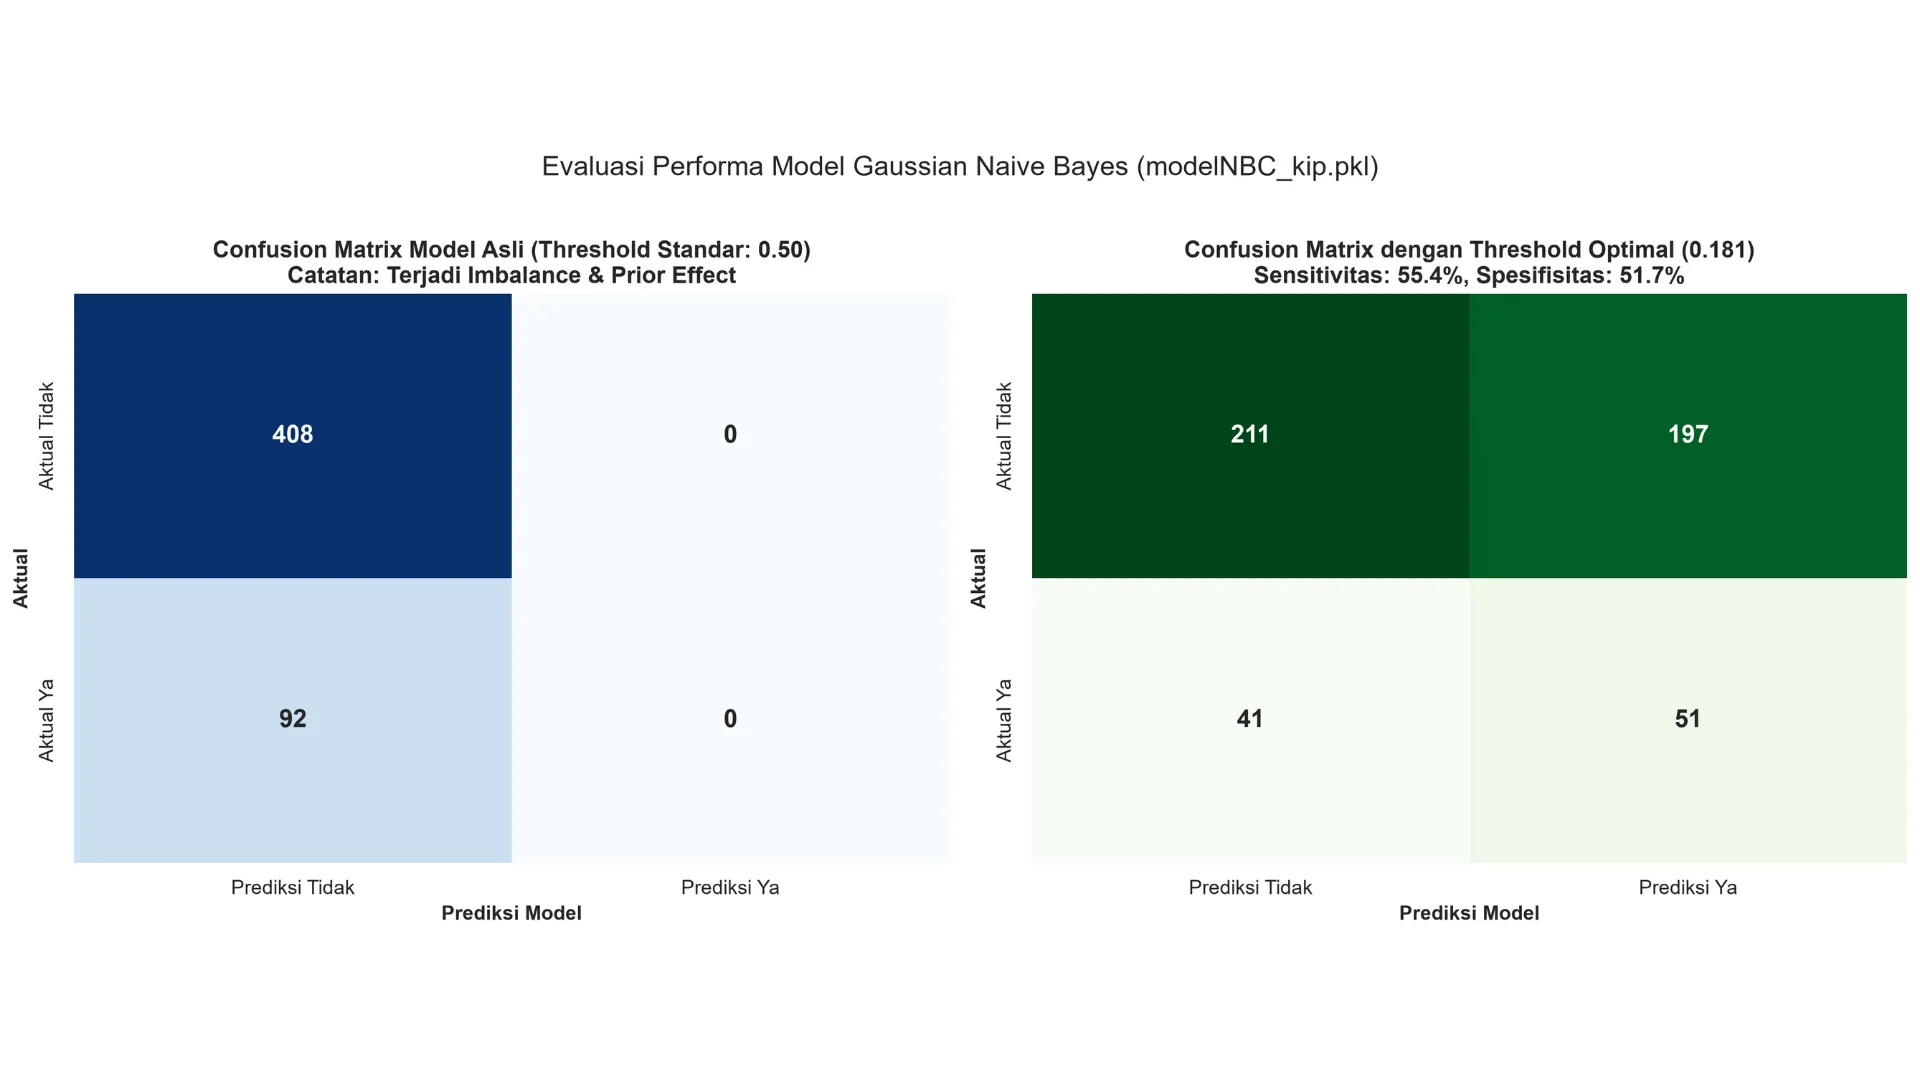 Evaluasi Performa Model Gaussian Naive Bayes (modelNBC_kip.pkl)
Confusion Matrix Model Asli (Threshold Standar: 0.50)
Catatan: Terjadi Imbalance & Prior Effect
Aktual
Aktual Tidak
408
0
Aktual Ya
92
0
Prediksi Tidak
Prediksi Ya
Prediksi Model
Confusion Matrix dengan Threshold Optimal (0.181)
Sensitivitas: 55.4%, Spesifisitas: 51.7%
Aktual
Aktual Tidak
211
197
Aktual Ya
41
51
Prediksi Tidak
Prediksi Ya
Prediksi Model